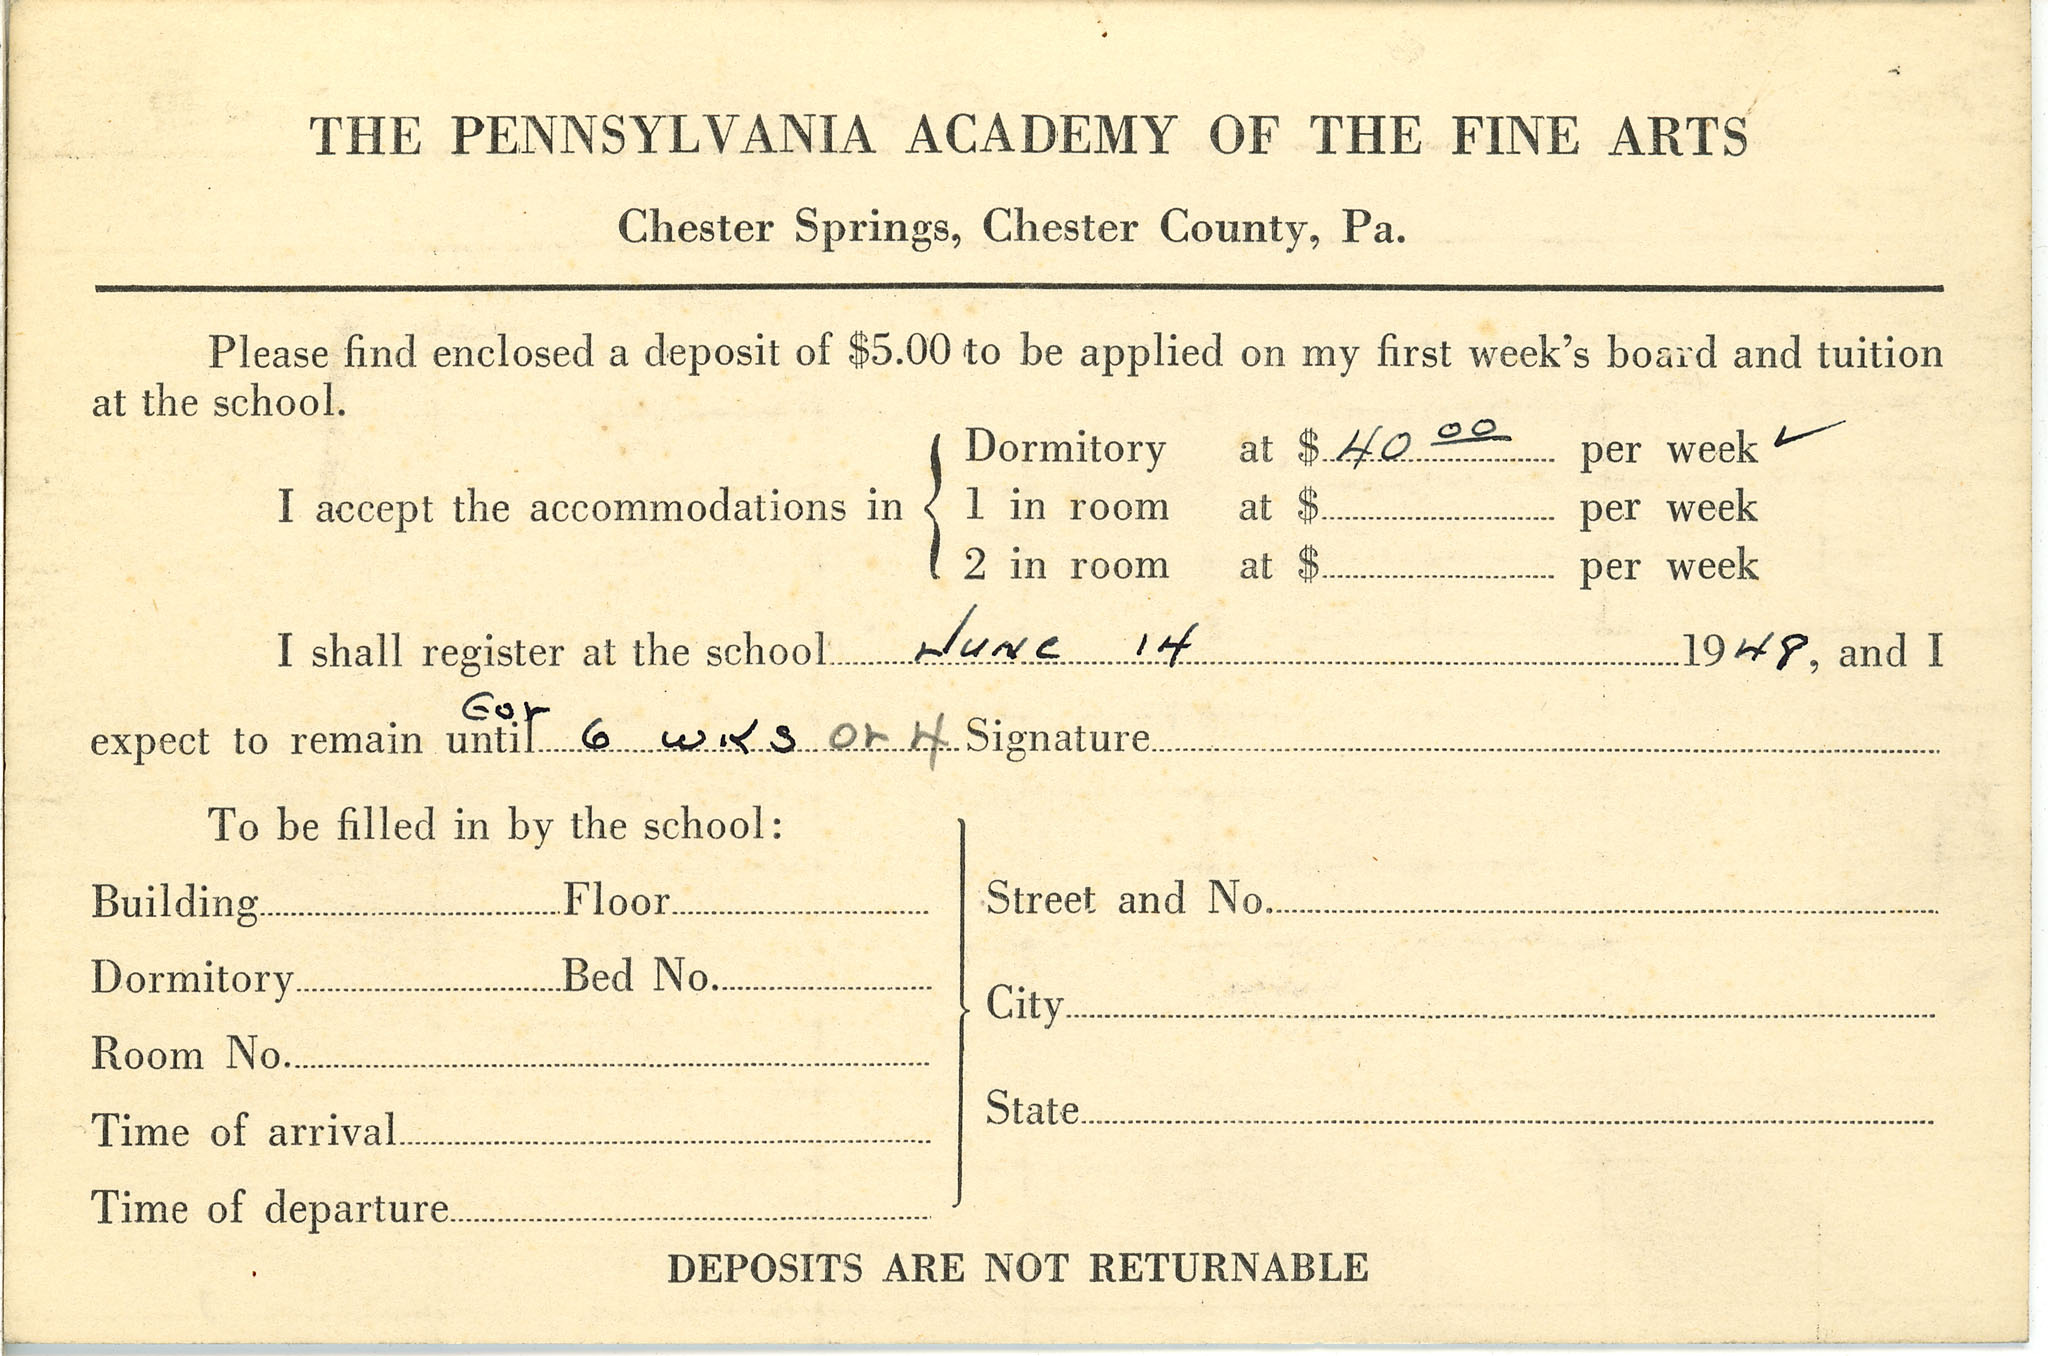 THE PENNSYLVANIA ACADEMY OF THE FINE ARTS
Chester Springs, Chester County, Pa.
Please find enclosed a deposit of $5.00 to be applied on my first week's board and tuition
at the school.
Dormitory at $ 40 00 per week ✓
I accept the accommodations in { 1 in room at $ per week
2 in room at $ per week
I shall register at the school June 14 1948, and I
for
expect to remain until 6 wks or 4 Signature
To be filled in by the school:
Building Floor
Street and No.
Dormitory Bed No.
City
Room No.
State
Time of arrival
Time of departure
DEPOSITS ARE NOT RETURNABLE